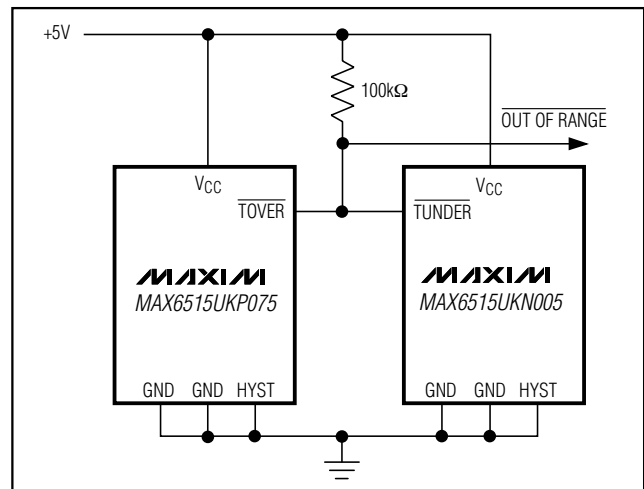 +5V
100kΩ
OUT OF RANGE
VCC
VCC
TOVER
TUNDER
MAXIM
MAX6515UKP075
MAXIM
MAX6515UKN005
GND GND HYST
GND GND HYST